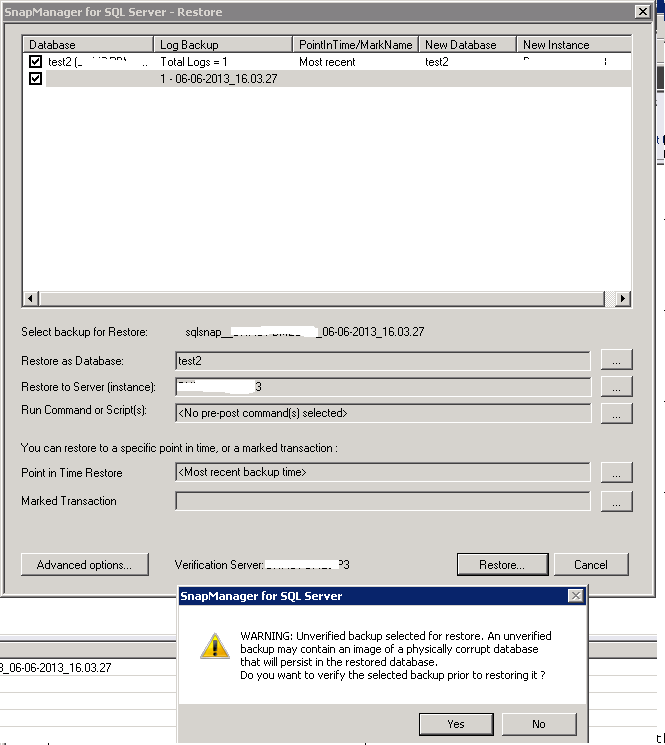 SnapManager for SQL Server - Restore
Database Log Backup PointInTime/MarkName New Database New Instance
test2 ( ... Total Logs = 1 Most recent test2
1 - 06-06-2013_16.03.27
Select backup for Restore: sqlsnap__ _06-06-2013_16.03.27
Restore as Database: test2 ...
Restore to Server (instance): 3 ...
Run Command or Script(s): <No pre-post command(s) selected> ...
You can restore to a specific point in time, or a marked transaction :
Point in Time Restore <Most recent backup time> ...
Marked Transaction ...
Advanced options... Verification Server: P3 Restore... Cancel
SnapManager for SQL Server
WARNING: Unverified backup selected for restore. An unverified
backup may contain an image of a physically corrupt database
that will persist in the restored database.
Do you want to verify the selected backup prior to restoring it ?
_06-06-2013_16.03.27
Yes No